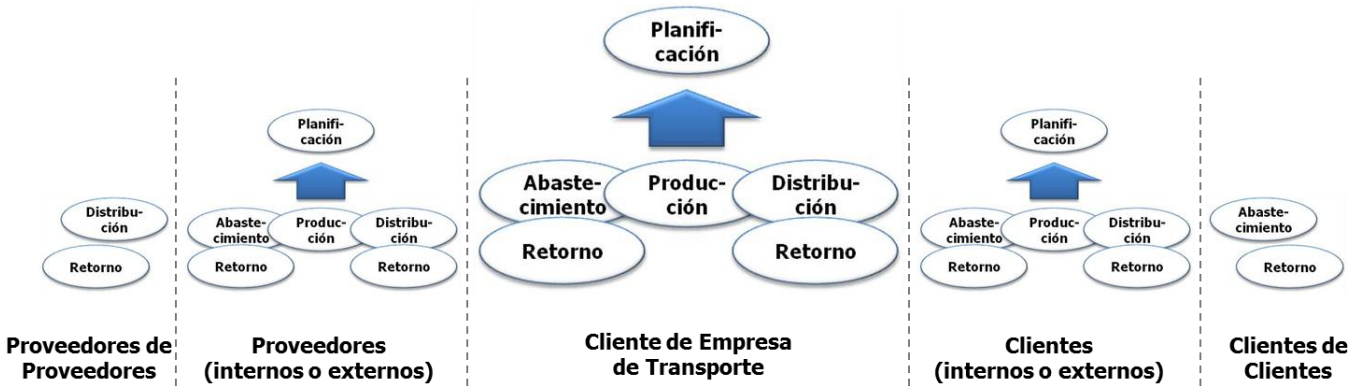 Distribu-
ción
Retorno
Proveedores de
Proveedores
Planifi-
cación
Abaste-
cimiento
Produc-
ción
Distribu-
ción
Retorno
Retorno
Proveedores
(internos o externos)
Planifi-
cación
Abaste-
cimiento
Produc-
ción
Distribu-
ción
Retorno
Retorno
Cliente de Empresa
de Transporte
Planifi-
cación
Abaste-
cimiento
Produc-
ción
Distribu-
ción
Retorno
Retorno
Clientes
(internos o externos)
Abaste-
cimiento
Retorno
Clientes de
Clientes